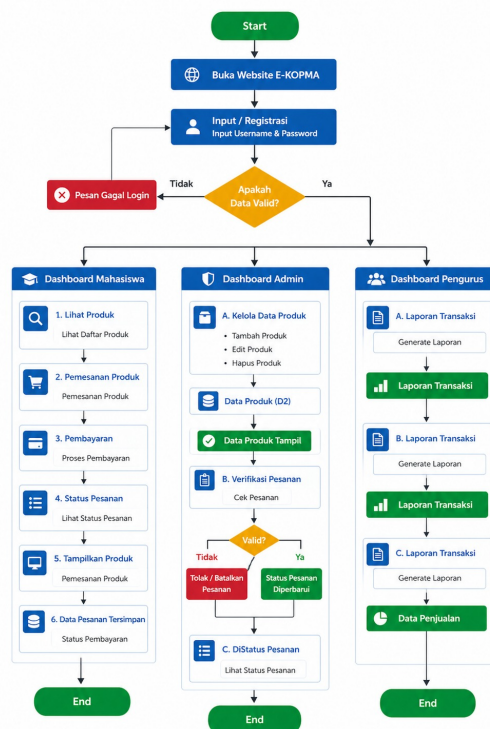 Start
Buka Website E-KOPMA
Input / Registrasi
Input Username & Password
Tidak
Ya
Pesan Gagal Login
Apakah
Data Valid?
Dashboard Mahasiswa
1. Lihat Produk
Lihat Daftar Produk
2. Pemesanan Produk
Pemesanan Produk
3. Pembayaran
Proses Pembayaran
4. Status Pesanan
Lihat Status Pesanan
5. Tampilkan Produk
Pemesanan Produk
6. Data Pesanan Tersimpan
Status Pembayaran
End
Dashboard Admin
A. Kelola Data Produk
• Tambah Produk
• Edit Produk
• Hapus Produk
Data Produk (D2)
Data Produk Tampil
B. Verifikasi Pesanan
Cek Pesanan
Valid?
Tidak
Ya
Tolak / Batalkan
Pesanan
Status Pesanan
Diperbarui
C. DiStatus Pesanan
Lihat Status Pesanan
End
Dashboard Pengurus
A. Laporan Transaksi
Generate Laporan
Laporan Transaksi
B. Laporan Transaksi
Generate Laporan
Laporan Transaksi
C. Laporan Transaksi
Generate Laporan
Data Penjualan
End